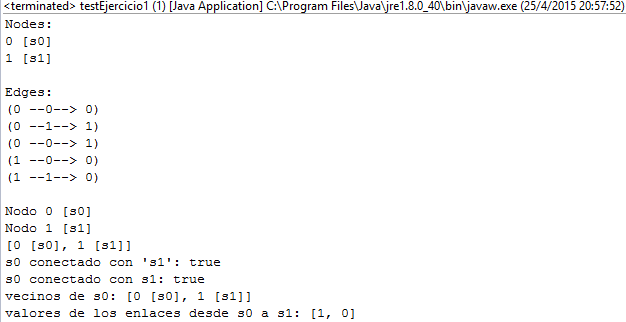 <terminated> testEjercicio1 (1) [Java Application] C:\Program Files\Java\jre1.8.0_40\bin\javaw.exe (25/4/2015 20:57:52)
Nodes:
0 [s0]
1 [s1]
Edges:
(0 --0--> 0)
(0 --1--> 1)
(0 --0--> 1)
(1 --0--> 0)
(1 --1--> 0)
Nodo 0 [s0]
Nodo 1 [s1]
[0 [s0], 1 [s1]]
s0 conectado con 's1': true
s0 conectado con s1: true
vecinos de s0: [0 [s0], 1 [s1]]
valores de los enlaces desde s0 a s1: [1, 0]